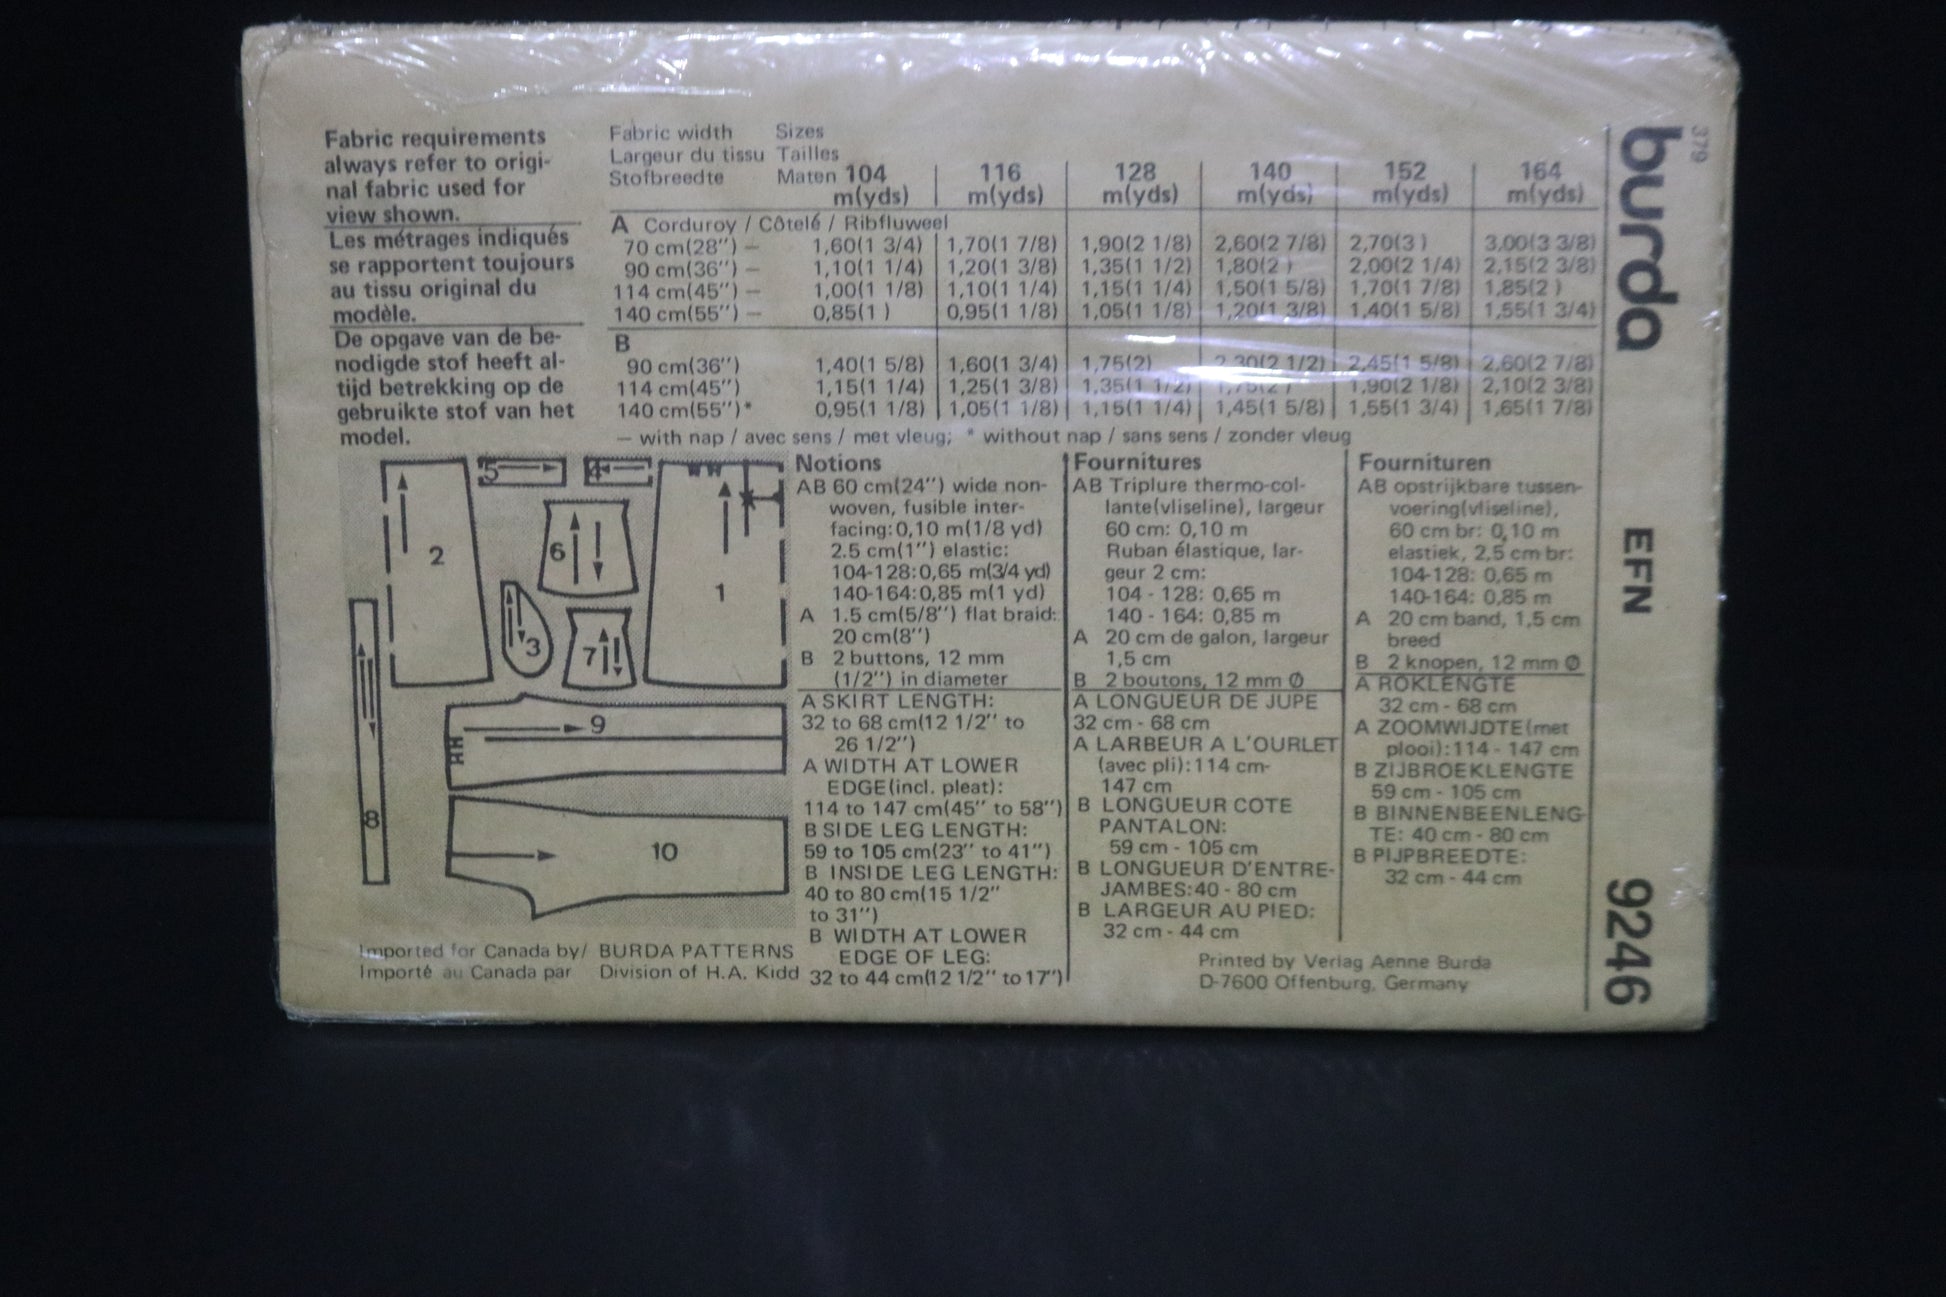 Fabric requirements
always refer to origi-
nal fabric used for
view shown.
Les métrages indiqués
se rapportent toujours
au tissu original du
modèle.
De opgave van de be-
nodigde stof heeft al-
tijd betrekking op de
gebruikte stof van het
model.
Fabric width Sizes
Largeur du tissu Tailles
Stofbreedte Maten 104 116 128 140 152 164
m(yds) m(yds) m(yds) m(yds) m(yds) m(yds)
A Corduroy / Côtelé / Ribfluweel
70 cm(28") — 1,60(1 3/4) 1,70(1 7/8) 1,90(2 1/8) 2,60(2 7/8) 2,70(3 ) 3,00(3 3/8)
90 cm(36") — 1,10(1 1/4) 1,20(1 3/8) 1,35(1 1/2) 1,80(2 ) 2,00(2 1/4) 2,15(2 3/8)
114 cm(45") — 1,00(1 1/8) 1,10(1 1/4) 1,15(1 1/4) 1,50(1 5/8) 1,70(1 7/8) 1,85(2 )
140 cm(55") — 0,85(1 ) 0,95(1 1/8) 1,05(1 1/8) 1,20(1 3/8) 1,40(1 5/8) 1,55(1 3/4)
B
90 cm(36") 1,40(1 5/8) 1,60(1 3/4) 1,75(2) 2,30(2 1/2) 2,45(1 5/8) 2,60(2 7/8)
114 cm(45") 1,15(1 1/4) 1,25(1 3/8) 1,35(1 1/2) 1,75(2 ) 1,90(2 1/8) 2,10(2 3/8)
140 cm(55")* 0,95(1 1/8) 1,05(1 1/8) 1,15(1 1/4) 1,45(1 5/8) 1,55(1 3/4) 1,65(1 7/8)
— with nap / avec sens / met vleug; * without nap / sans sens / zonder vleug
5
4
2
6
1
3
7
9
8
10
Notions
AB 60 cm(24") wide non-
woven, fusible inter-
facing:0,10 m(1/8 yd)
2.5 cm(1") elastic:
104-128:0,65 m(3/4 yd)
140-164:0,85 m(1 yd)
A 1.5 cm(5/8") flat braid:
20 cm(8")
B 2 buttons, 12 mm
(1/2") in diameter
A SKIRT LENGTH:
32 to 68 cm(12 1/2" to
26 1/2")
A WIDTH AT LOWER
EDGE(incl. pleat):
114 to 147 cm(45" to 58")
B SIDE LEG LENGTH:
59 to 105 cm(23" to 41")
B INSIDE LEG LENGTH:
40 to 80 cm(15 1/2"
to 31")
B WIDTH AT LOWER
EDGE OF LEG:
32 to 44 cm(12 1/2" to 17")
Fournitures
AB Triplure thermo-col-
lante(vliseline), largeur
60 cm: 0,10 m
Ruban élastique, lar-
geur 2 cm:
104 - 128: 0,65 m
140 - 164: 0,85 m
A 20 cm de galon, largeur
1,5 cm
B 2 boutons, 12 mm Ø
A LONGUEUR DE JUPE
32 cm - 68 cm
A LARBEUR A L'OURLET
(avec pli): 114 cm-
147 cm
B LONGUEUR COTE
PANTALON:
59 cm - 105 cm
B LONGUEUR D'ENTRE-
JAMBES:40 - 80 cm
B LARGEUR AU PIED:
32 cm - 44 cm
Fournituren
AB opstrijkbare tussen-
voering(vliseline),
60 cm br: 0,10 m
elastiek, 2,5 cm br:
104-128: 0,65 m
140-164: 0,85 m
A 20 cm band, 1,5 cm
breed
B 2 knopen, 12 mm Ø
A ROKLENGTE
32 cm - 68 cm
A ZOOMWIJDTE(met
plooi):114 - 147 cm
B ZIJBROEKLENGTE
59 cm - 105 cm
B BINNENBEENLENG-
TE: 40 cm - 80 cm
B PIJPBREEDTE:
32 cm - 44 cm
Imported for Canada by/ BURDA PATTERNS
Importé au Canada par Division of H.A. Kidd
Printed by Verlag Aenne Burda
D-7600 Offenburg, Germany
379
burda
EFN
9246